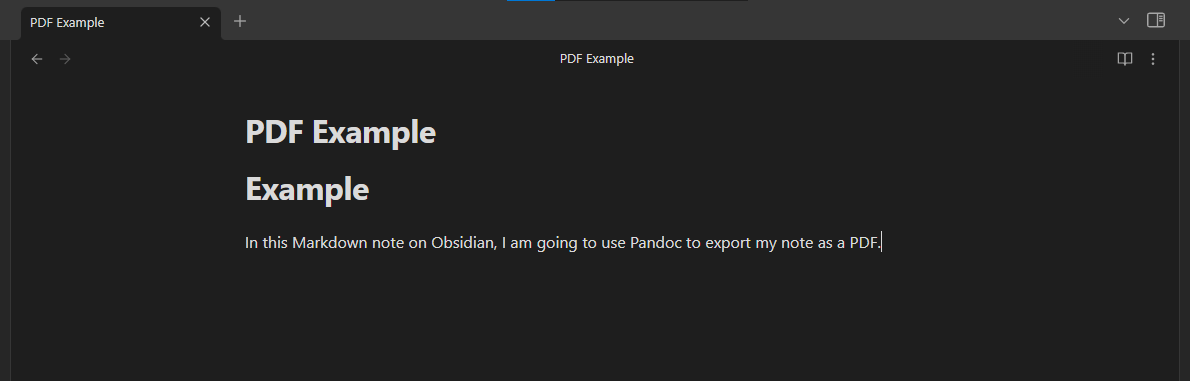 PDF Example
PDF Example
PDF Example
Example
In this Markdown note on Obsidian, I am going to use Pandoc to export my note as a PDF.